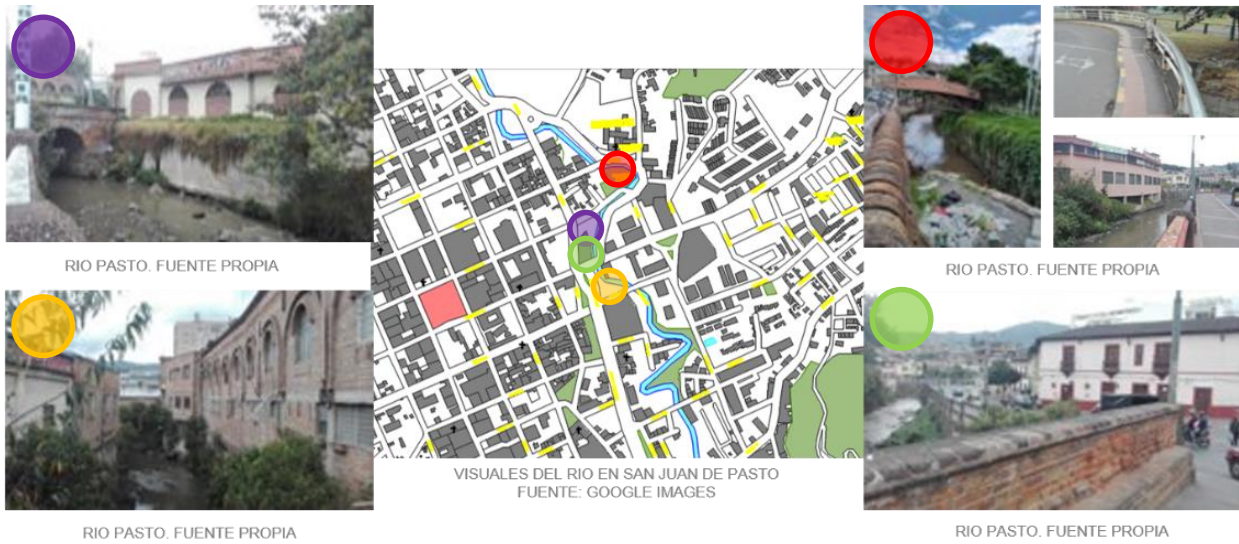 RIO PASTO. FUENTE PROPIA
RIO PASTO. FUENTE PROPIA
VISUALES DEL RIO EN SAN JUAN DE PASTO
FUENTE: GOOGLE IMAGES
RIO PASTO. FUENTE PROPIA
RIO PASTO. FUENTE PROPIA